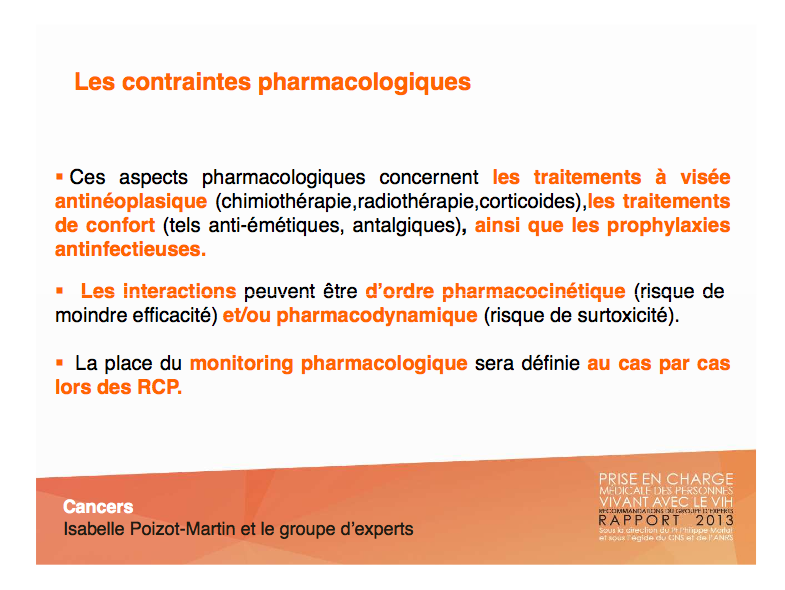 Les contraintes pharmacologiques
▪ Ces aspects pharmacologiques concernent les traitements à visée
antinéoplasique (chimiothérapie,radiothérapie,corticoides),les traitements
de confort (tels anti-émétiques, antalgiques), ainsi que les prophylaxies
antinfectieuses.
▪ Les interactions peuvent être d'ordre pharmacocinétique (risque de
moindre efficacité) et/ou pharmacodynamique (risque de surtoxicité).
▪ La place du monitoring pharmacologique sera définie au cas par cas
lors des RCP.
Cancers
Isabelle Poizot-Martin et le groupe d'experts
PRISE EN CHARGE
MÉDICALE DES PERSONNES
VIVANT AVEC LE VIH
RECOMMANDATIONS DU GROUPE D'EXPERTS
RAPPORT 2013
Sous la direction du Pr Philippe Morlat
et sous l'égide du CNS et de l'ANRS